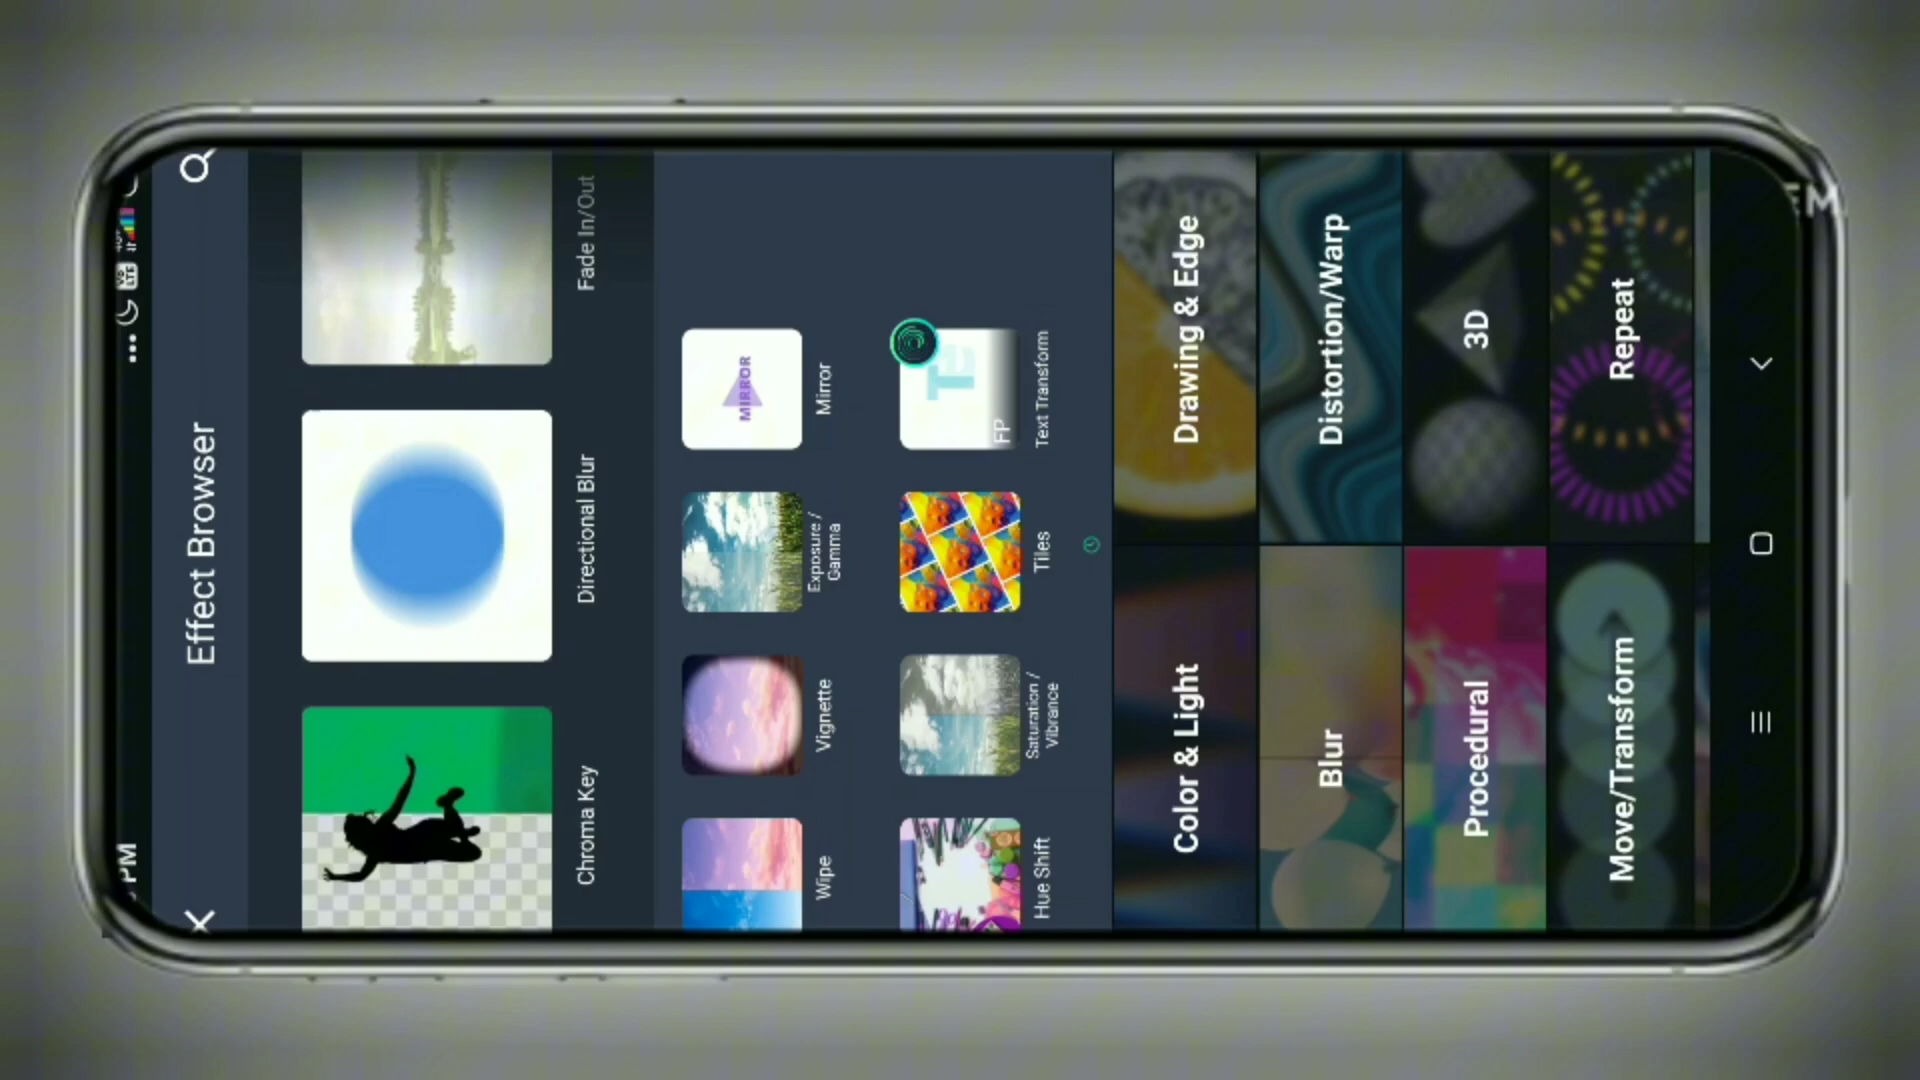 PM
Effect Browser
Chroma Key
Directional Blur
Fade In/Out
Wipe
Vignette
Exposure /
Gamma
MIRROR
Mirror
Hue Shift
Saturation /
Vibrance
Tiles
FP
Text Transform
Color & Light
Drawing & Edge
Blur
Distortion/Warp
Procedural
3D
Move/Transform
Repeat